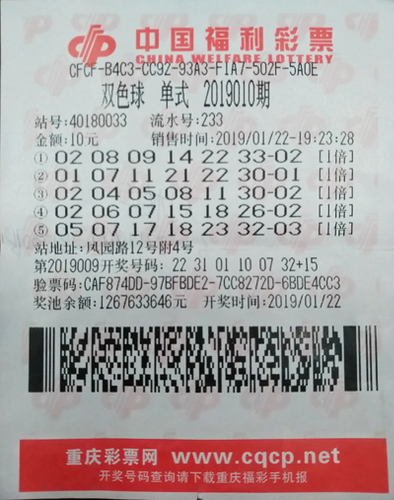 中国福利彩票
CHINA WELFARE LOTTERY
CFCF-B4C3-CC92-93A3-F1A7-502F-5A0E
双色球 单式 2019010期
站号:40180033 流水号:233
金额:10元 销售时间:2019/01/22-19:23:28
① 02 08 09 14 22 33-02 [1倍]
② 01 07 11 21 22 30-01 [1倍]
③ 02 04 05 08 11 30-02 [1倍]
④ 02 06 07 15 18 26-02 [1倍]
⑤ 05 07 17 18 23 32-03 [1倍]
站地址:凤园路12号附4号
第2019009开奖号码: 22 31 01 10 07 32+15
验票码:CAF874DD-97BFBDE2-7CC8272D-6BDE4CC3
奖池余额:1267633646元 开奖时间:2019/01/22
重庆彩票网 www.cqcp.net
开奖号码查询请下载重庆福彩手机报